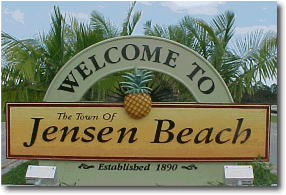 WELCOME TO
The Town Of
Jensen Beach
Established 1890